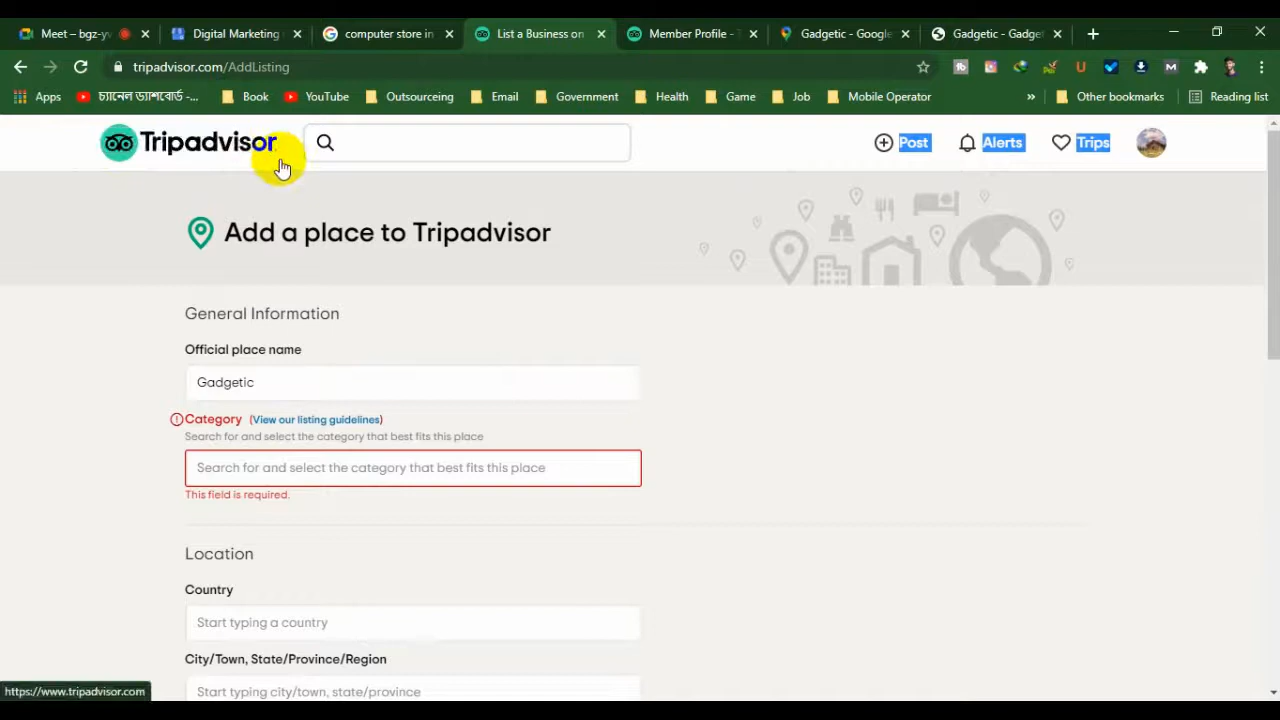 Meet – bgz-yv
Digital Marketing
computer store in
List a Business on
Member Profile - T
Gadgetic - Google
Gadgetic - Gadget
tripadvisor.com/AddListing
Apps
চ্যানেল ড্যাশবোর্ড -...
Book
YouTube
Outsourceing
Email
Government
Health
Game
Job
Mobile Operator
»
Other bookmarks
Reading list
Tripadvisor
Post
Alerts
Trips
Add a place to Tripadvisor
General Information
Official place name
Gadgetic
Category (View our listing guidelines)
Search for and select the category that best fits this place
Search for and select the category that best fits this place
This field is required.
Location
Country
Start typing a country
City/Town, State/Province/Region
Start typing city/town, state/province
https://www.tripadvisor.com